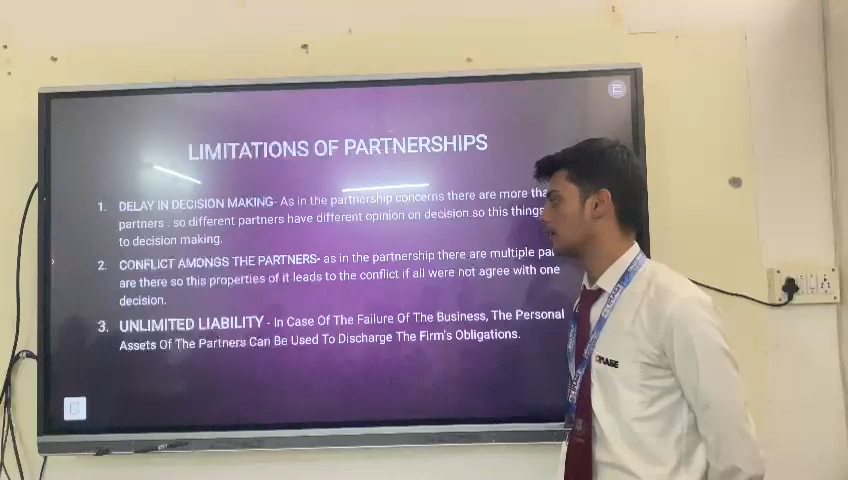 LIMITATIONS OF PARTNERSHIPS
1. DELAY IN DECISION MAKING- As in the partnership concerns there are more
partners . so different partners have different opinion on decision.so this things
to decision making.
2. CONFLICT AMONGS THE PARTNERS- as in the partnership there are multiple
are there so this properties of it leads to the conflict if all were not agree with one
decision.
3. UNLIMITED LIABILITY - In Case Of The Failure Of The Business, The Personal
Assets Of The Partners Can Be Used To Discharge The Firm's Obligations.